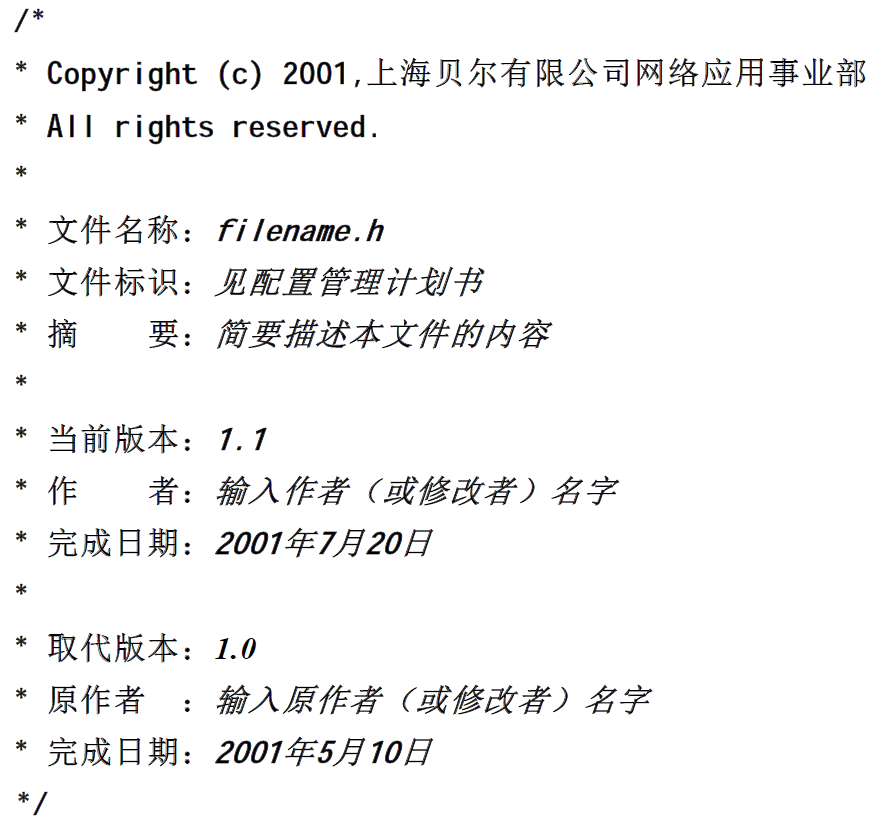 /*
* Copyright (c) 2001,上海贝尔有限公司网络应用事业部
* All rights reserved.
*
* 文件名称：filename.h
* 文件标识：见配置管理计划书
* 摘　　要：简要描述本文件的内容
*
* 当前版本：1.1
* 作　　者：输入作者（或修改者）名字
* 完成日期：2001年7月20日
*
* 取代版本：1.0
* 原作者　：输入原作者（或修改者）名字
* 完成日期：2001年5月10日
*/